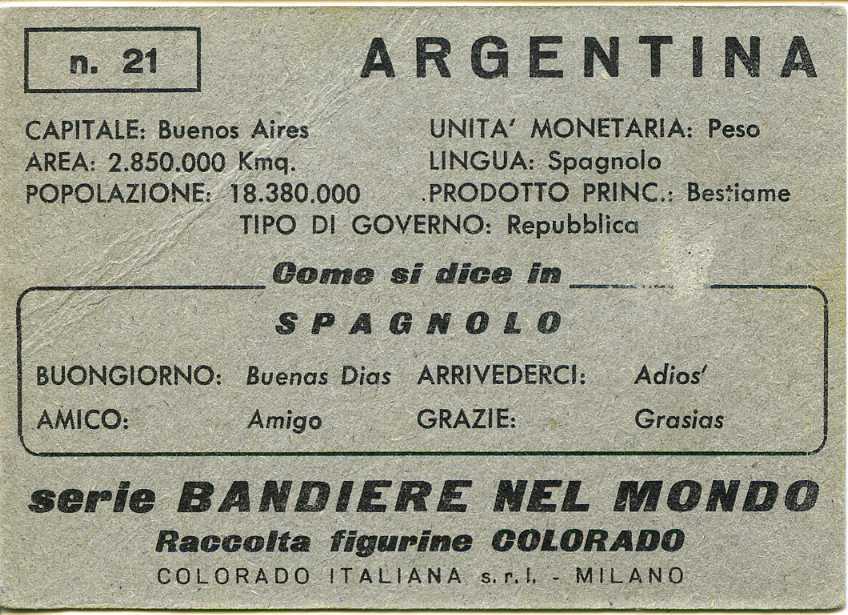 n. 21
ARGENTINA
CAPITALE: Buenos Aires
UNITA' MONETARIA: Peso
AREA: 2.850.000 Kmq.
LINGUA: Spagnolo
POPOLAZIONE: 18.380.000
PRODOTTO PRINC.: Bestiame
TIPO DI GOVERNO: Repubblica
Come si dice in
SPAGNOLO
BUONGIORNO: Buenas Dias ARRIVEDERCI: Adios'
AMICO: Amigo GRAZIE: Grasias
serie BANDIERE NEL MONDO
Raccolta figurine COLORADO
COLORADO ITALIANA s.r.l. - MILANO